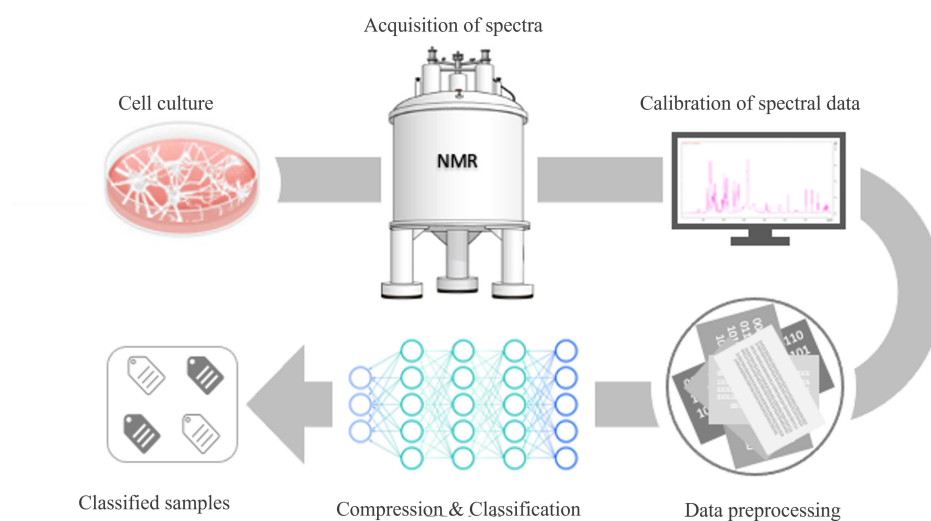 Acquisition of spectra
Cell culture
Calibration of spectral data
NMR
Classified samples
Compression & Classification
Data preprocessing